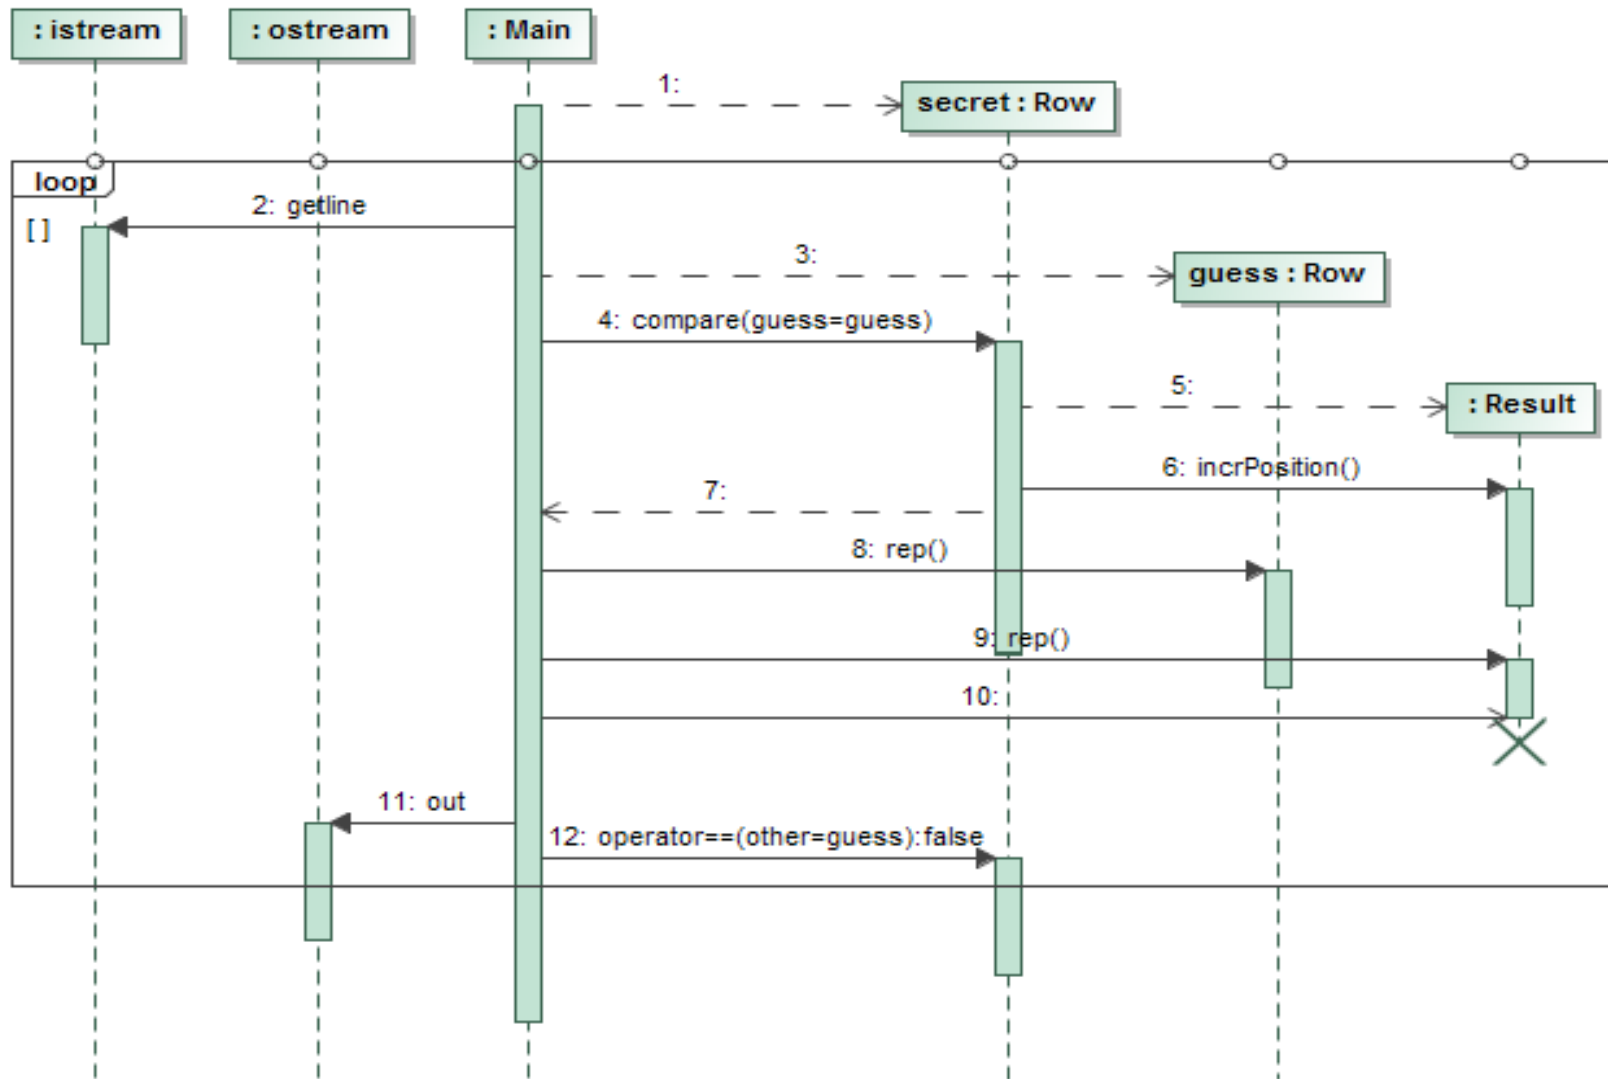 : istream
: ostream
: Main
1:
secret : Row
loop
2: getline
[ ]
3:
guess : Row
4: compare(guess=guess)
5:
: Result
6: incrPosition()
7:
8: rep()
9: rep()
10:
11: out
12: operator==(other=guess):false